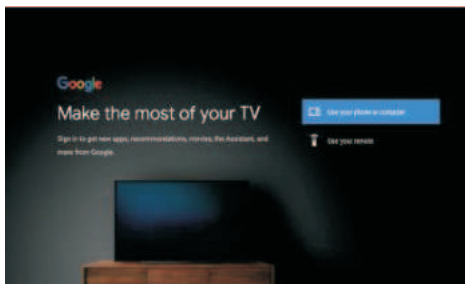 Google
Make the most of your TV
Sign in to get new apps, recommendations, movies, the Assistant, and
more from Google.
Use your phone or computer
Use your remote